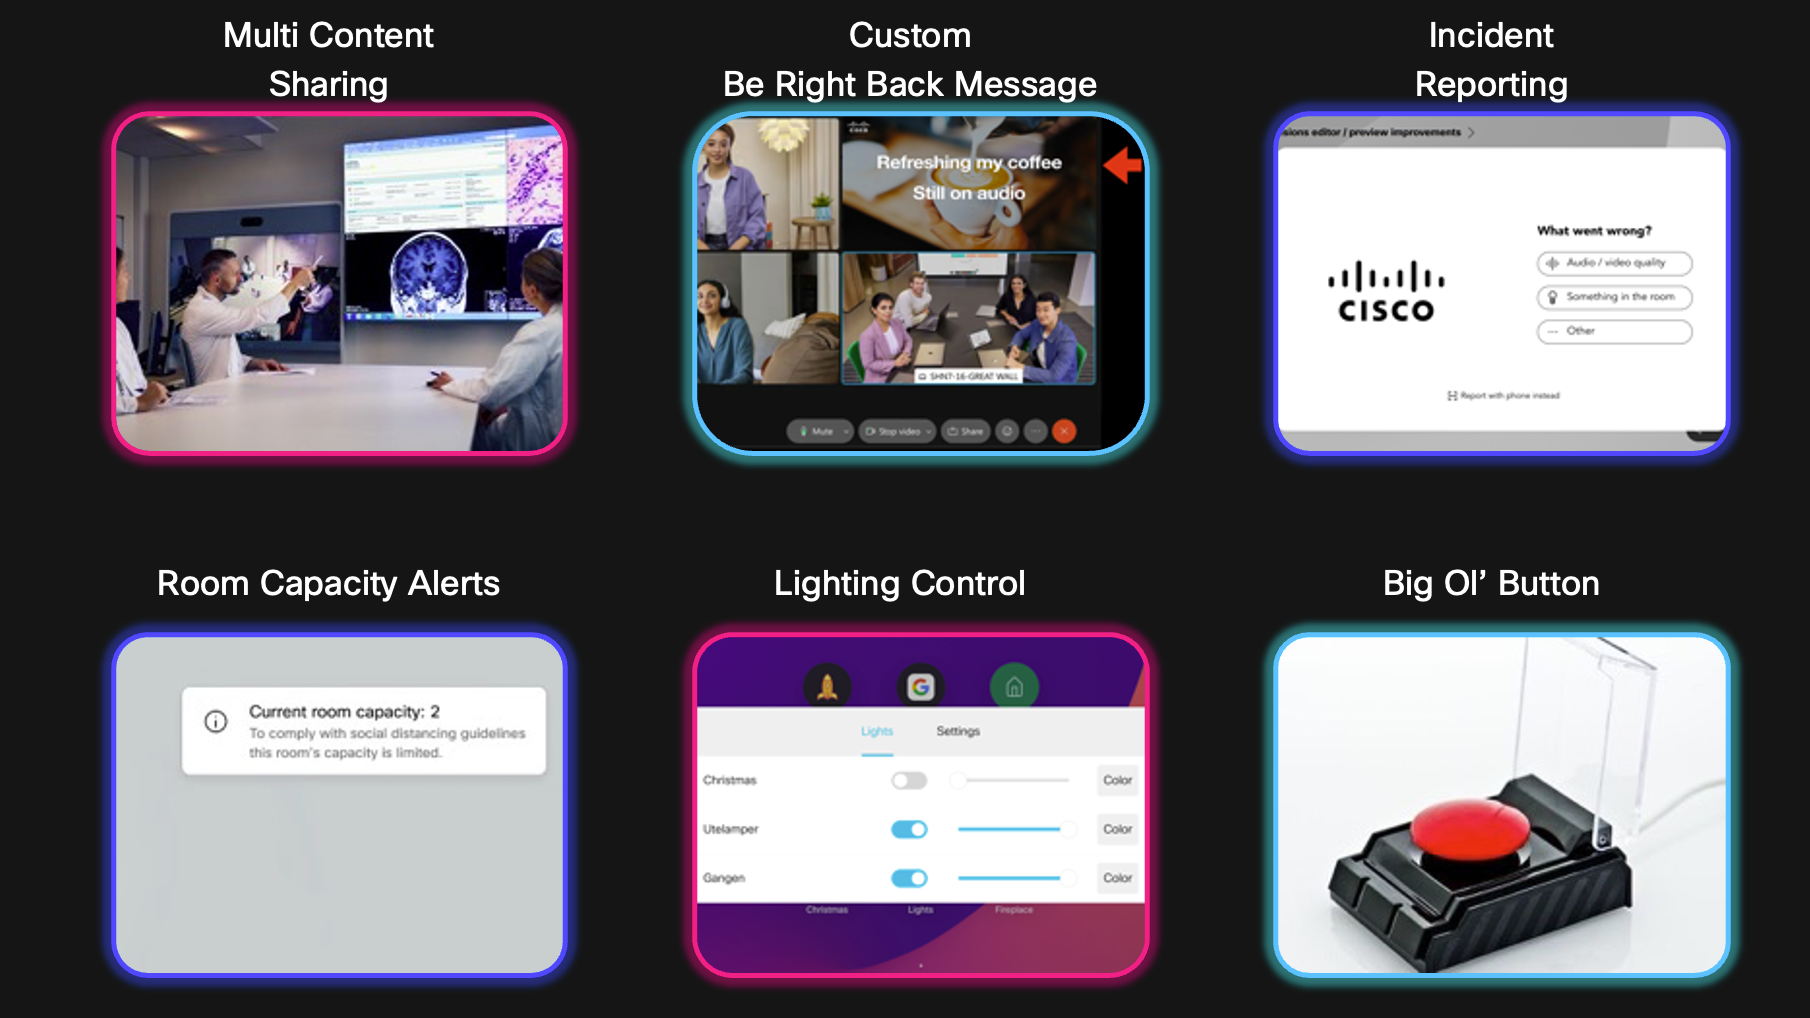 Multi Content
Sharing
Custom
Be Right Back Message
Incident
Reporting
CISCO
Refreshing my coffee
Still on audio
SHN7-16-GREAT WALL
Mute
Stop video
Share
sions editor / preview improvements
What went wrong?
Audio / video quality
Something in the room
Other
CISCO
Report with phone instead
Room Capacity Alerts
Lighting Control
Big Ol’ Button
Current room capacity: 2
To comply with social distancing guidelines
this room's capacity is limited.
G
Lights Settings
Christmas Color
Utelamper Color
Gangen Color
Christmas Lights Fireplace